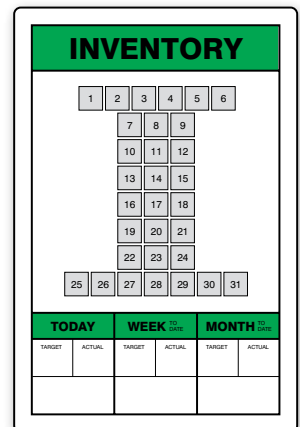 INVENTORY
1 2 3 4 5 6
7 8 9
10 11 12
13 14 15
16 17 18
19 20 21
22 23 24
25 26 27 28 29 30 31
TODAY WEEK TO DATE MONTH TO DATE
TARGET ACTUAL TARGET ACTUAL TARGET ACTUAL